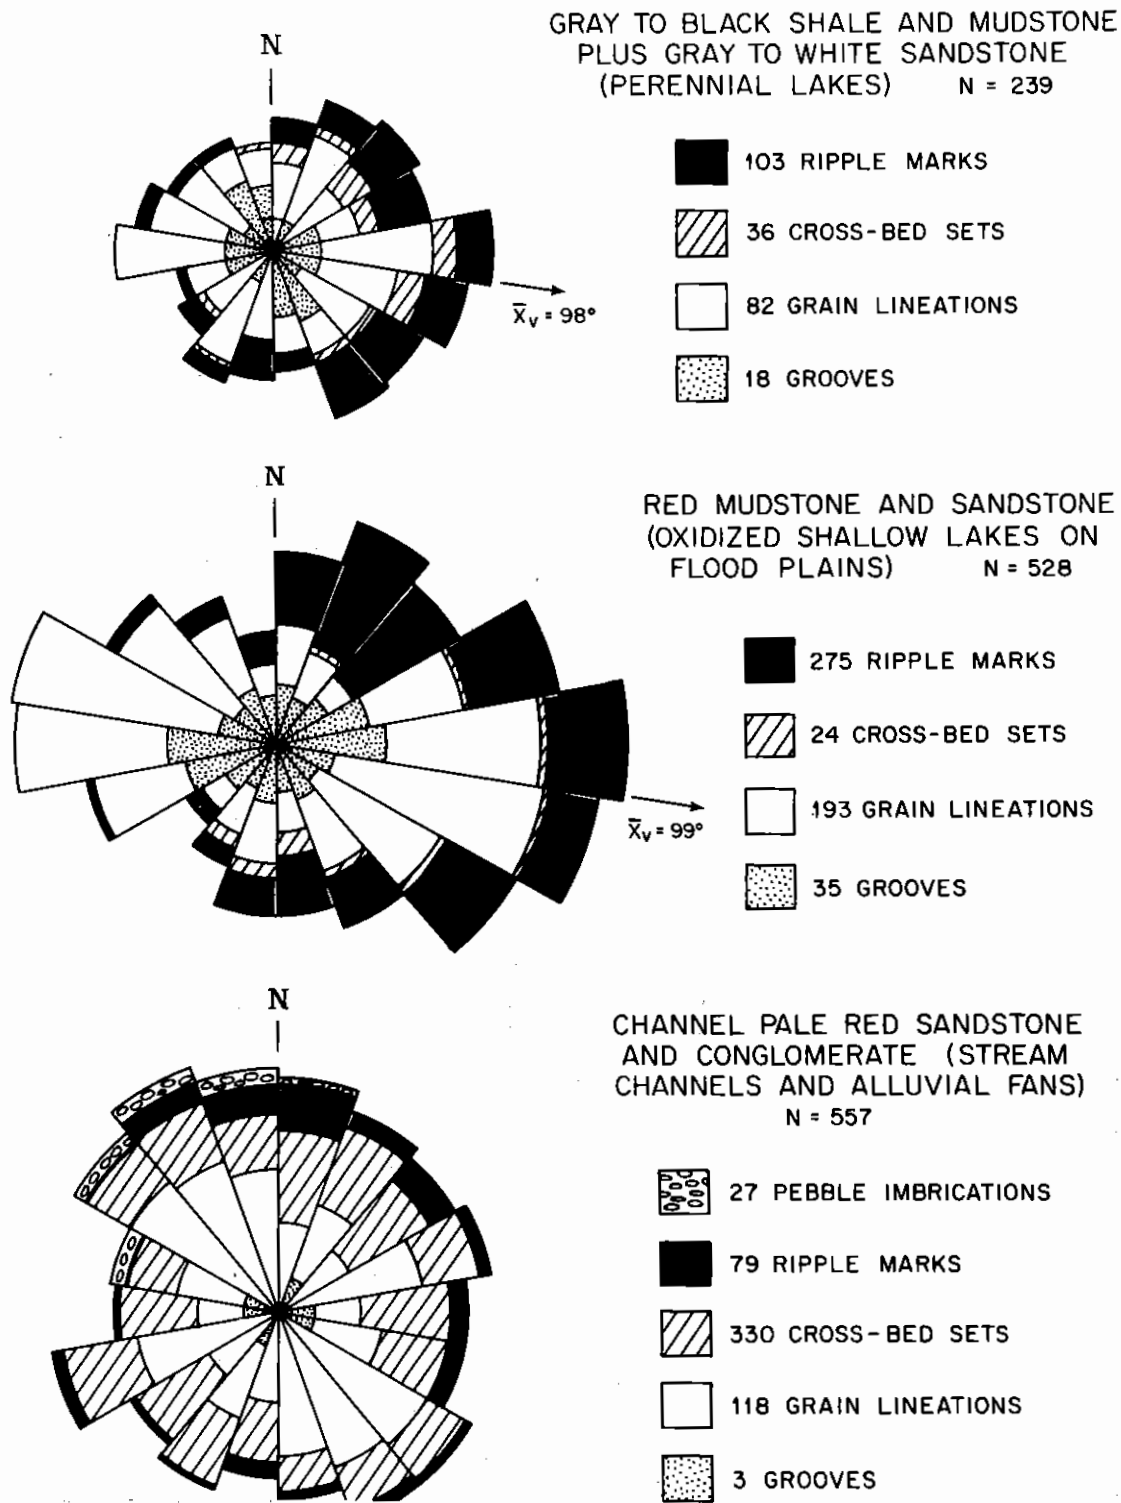 N
GRAY TO BLACK SHALE AND MUDSTONE
PLUS GRAY TO WHITE SANDSTONE
(PERENNIAL LAKES) N = 239
103 RIPPLE MARKS
36 CROSS-BED SETS
82 GRAIN LINEATIONS
18 GROOVES
X̄v = 98°
N
RED MUDSTONE AND SANDSTONE
(OXIDIZED SHALLOW LAKES ON
FLOOD PLAINS) N = 528
275 RIPPLE MARKS
24 CROSS-BED SETS
193 GRAIN LINEATIONS
35 GROOVES
X̄v = 99°
N
CHANNEL PALE RED SANDSTONE
AND CONGLOMERATE (STREAM
CHANNELS AND ALLUVIAL FANS)
N = 557
27 PEBBLE IMBRICATIONS
79 RIPPLE MARKS
330 CROSS-BED SETS
118 GRAIN LINEATIONS
3 GROOVES